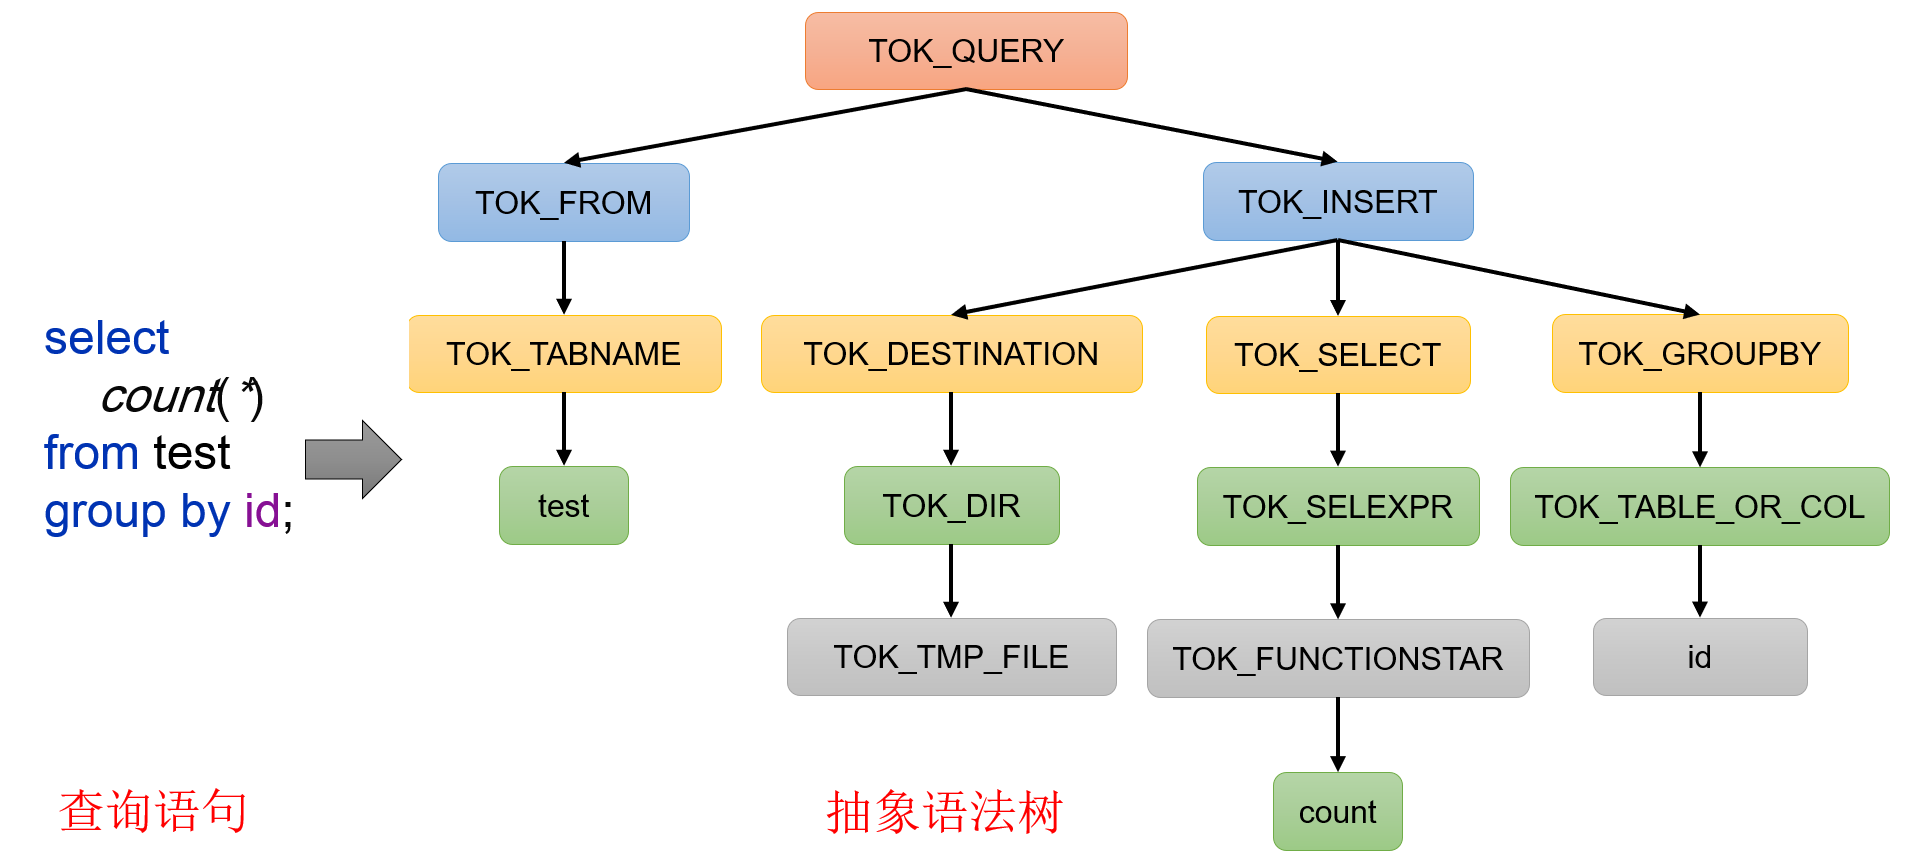 TOK_QUERY
TOK_FROM
TOK_INSERT
TOK_TABNAME
TOK_DESTINATION
TOK_SELECT
TOK_GROUPBY
test
TOK_DIR
TOK_SELEXPR
TOK_TABLE_OR_COL
TOK_TMP_FILE
TOK_FUNCTIONSTAR
id
count
select
count(*)
from test
group by id;
查询语句
抽象语法树